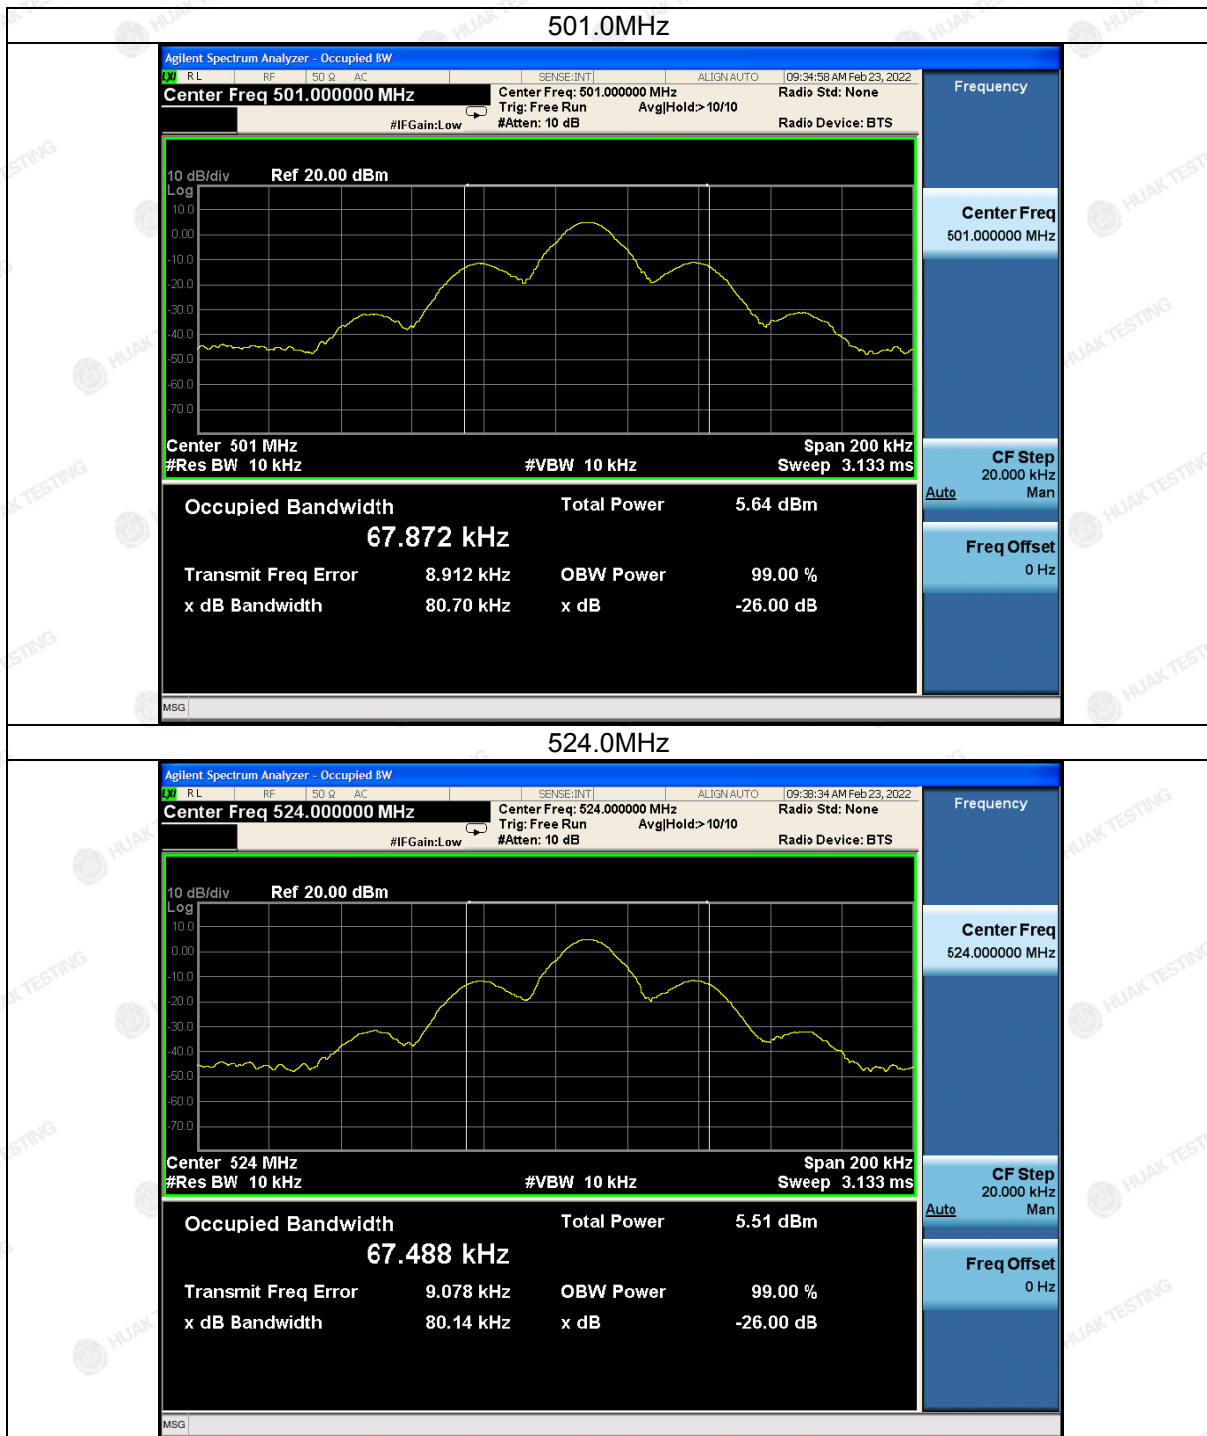 501.0MHz
Agilent Spectrum Analyzer - Occupied BW
LXI RL RF 50 Ω AC SENSE:INT ALIGN AUTO 09:34:58 AM Feb 23, 2022
Center Freq 501.000000 MHz
Center Freq: 501.000000 MHz Radio Std: None
Trig: Free Run Avg|Hold:> 10/10
#IFGain:Low #Atten: 10 dB Radio Device: BTS
Frequency
10 dB/div Ref 20.00 dBm
Log
10.0
0.00
-10.0
-20.0
-30.0
-40.0
-50.0
-60.0
-70.0
Center 501 MHz Span 200 kHz
#Res BW 10 kHz #VBW 10 kHz Sweep 3.133 ms
Center Freq
501.000000 MHz
CF Step
20.000 kHz
Auto Man
Freq Offset
0 Hz
Occupied Bandwidth Total Power 5.64 dBm
67.872 kHz
Transmit Freq Error 8.912 kHz OBW Power 99.00 %
x dB Bandwidth 80.70 kHz x dB -26.00 dB
MSG
524.0MHz
Agilent Spectrum Analyzer - Occupied BW
LXI RL RF 50 Ω AC SENSE:INT ALIGN AUTO 09:38:34 AM Feb 23, 2022
Center Freq 524.000000 MHz
Center Freq: 524.000000 MHz Radio Std: None
Trig: Free Run Avg|Hold:> 10/10
#IFGain:Low #Atten: 10 dB Radio Device: BTS
Frequency
10 dB/div Ref 20.00 dBm
Log
10.0
0.00
-10.0
-20.0
-30.0
-40.0
-50.0
-60.0
-70.0
Center 524 MHz Span 200 kHz
#Res BW 10 kHz #VBW 10 kHz Sweep 3.133 ms
Center Freq
524.000000 MHz
CF Step
20.000 kHz
Auto Man
Freq Offset
0 Hz
Occupied Bandwidth Total Power 5.51 dBm
67.488 kHz
Transmit Freq Error 9.078 kHz OBW Power 99.00 %
x dB Bandwidth 80.14 kHz x dB -26.00 dB
MSG
HUAK TESTING